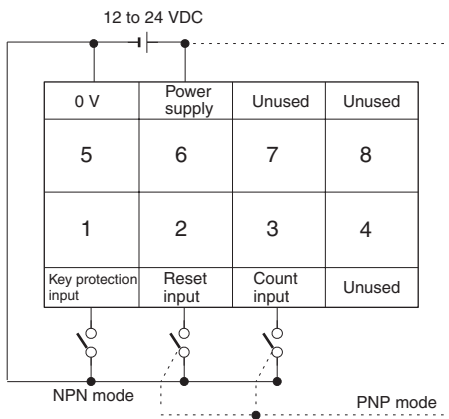 12 to 24 VDC
0 V
Power
supply
Unused
Unused
5
6
7
8
1
2
3
4
Key protection
input
Reset
input
Count
input
Unused
NPN mode
PNP mode